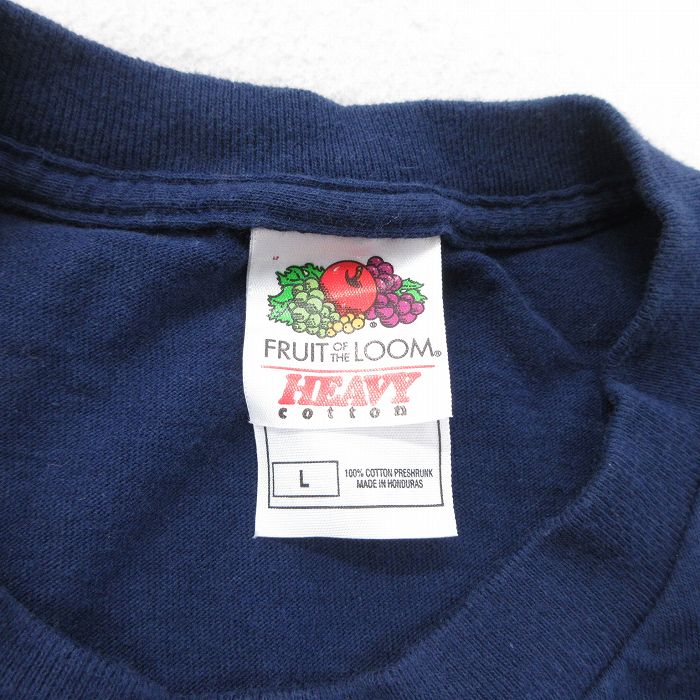 FRUIT OF THE LOOM®
HEAVY
cotton
L
100% COTTON PRESHRUNK
MADE IN HONDURAS